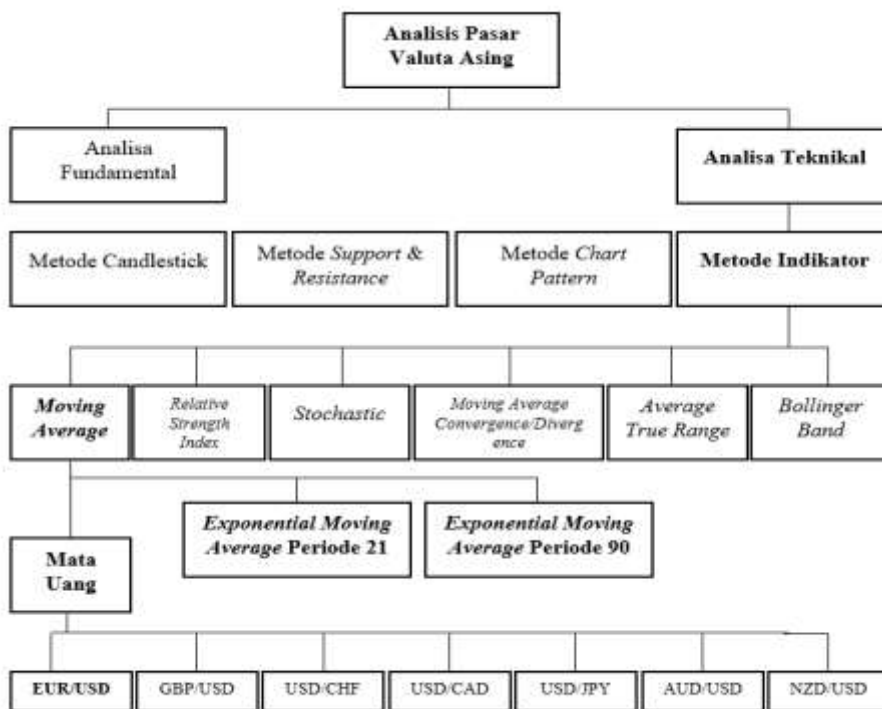 Analisis Pasar
Valuta Asing
Analisa
Fundamental
Analisa Teknikal
Metode Candlestick
Metode Support &
Resistance
Metode Chart
Pattern
Metode Indikator
Moving
Average
Relative
Strength
Index
Stochastic
Moving Average
Convergence/Diverg
ence
Average
True Range
Bollinger
Band
Exponential Moving
Average Periode 21
Exponential Moving
Average Periode 90
Mata
Uang
EUR/USD
GBP/USD
USD/CHF
USD/CAD
USD/JPY
AUD/USD
NZD/USD